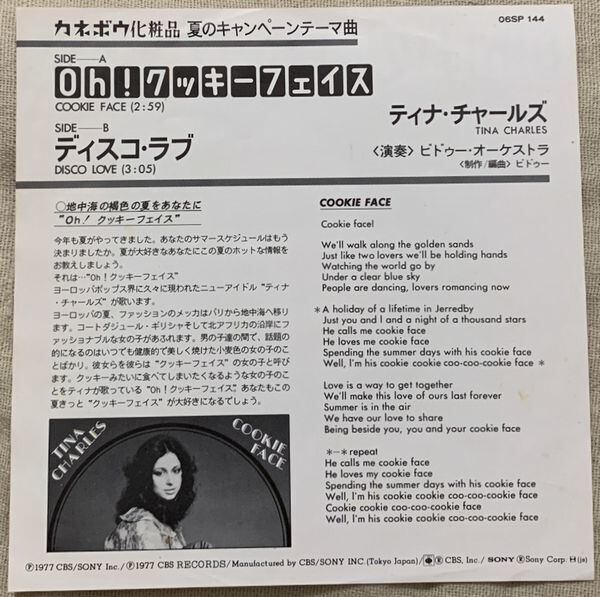 カネボウ化粧品 夏のキャンペーンテーマ曲
06SP 144
SIDE—A
Oh!クッキーフェイス
COOKIE FACE (2:59)
ティナ・チャールズ
TINA CHARLES
SIDE—B
ディスコ・ラブ
DISCO LOVE (3:05)
〈演奏〉ビドゥー・オーケストラ
〈制作/編曲〉ビドゥー
○地中海の褐色の夏をあなたに
“Oh! クッキーフェイス”
今年も夏がやってきました。あなたのサマースケジュールはもう
決まりましたか。夏が大好きなあなたにこの夏のホットな情報を
お教えしましょう。
それは…“Oh! クッキーフェイス”
ヨーロッパポップス界に久々に現われたニューアイドル“ティナ
・チャールズ”が歌います。
ヨーロッパの夏、ファッションのメッカはパリから地中海へ移り
ます。コートダジュール・ギリシャそして北アフリカの沿岸にフ
ァッショナブルな女の子があふれます。男の子達の間で、話題の
的になるのはいつでも健康的で美しく焼けた小麦色の女の子のこ
とばかり。彼女らを彼らは“クッキーフェイス”の女の子と呼び
ます。クッキーみたいに食べてしまいたくなるような女の子のこ
とをティナが歌っている“Oh! クッキーフェイス”あなたもこの
夏きっと“クッキーフェイス”が大好きになるでしょう。
TINA CHARLES
COOKIE FACE
COOKIE FACE
Cookie face!
We'll walk along the golden sands
Just like two lovers we'll be holding hands
Watching the world go by
Under a clear blue sky
People are dancing, lovers romancing now
*A holiday of a lifetime in Jerredby
Just you and I and a night of a thousand stars
He calls me cookie face
He loves me cookie face
Spending the summer days with his cookie face
Well, I'm his cookie cookie coo-coo-cookie face *
Love is a way to get together
We'll make this love of ours last forever
Summer is in the air
We have our love to share
Being beside you, you and your cookie face
*-* repeat
He calls me cookie face
He loves my cookie face
Spending the summer days with his cookie face
Well, I'm his cookie cookie coo-coo-cookie face
Cookie cookie cookie coo-coo-cookie face
Well, I'm his cookie cookie coo-coo-cookie face
Ⓟ1977 CBS/SONY Inc./Ⓟ1977 CBS RECORDS/Manufactured by CBS/SONY INC.(Tokyo Japan)/ ® CBS, Inc./ SONY ®Sony Corp. Ⓗ(js)